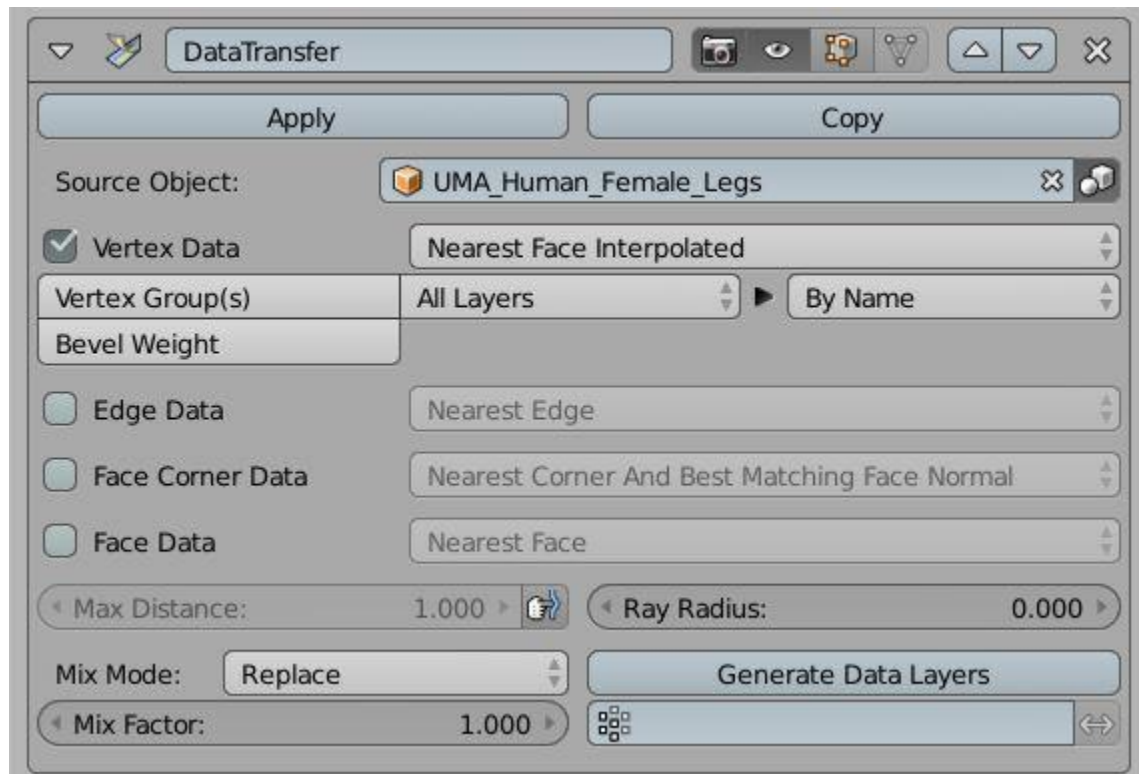 DataTransfer
Apply Copy
Source Object: UMA_Human_Female_Legs
Vertex Data Nearest Face Interpolated
Vertex Group(s) All Layers By Name
Bevel Weight
Edge Data Nearest Edge
Face Corner Data Nearest Corner And Best Matching Face Normal
Face Data Nearest Face
Max Distance: 1.000 Ray Radius: 0.000
Mix Mode: Replace Generate Data Layers
Mix Factor: 1.000